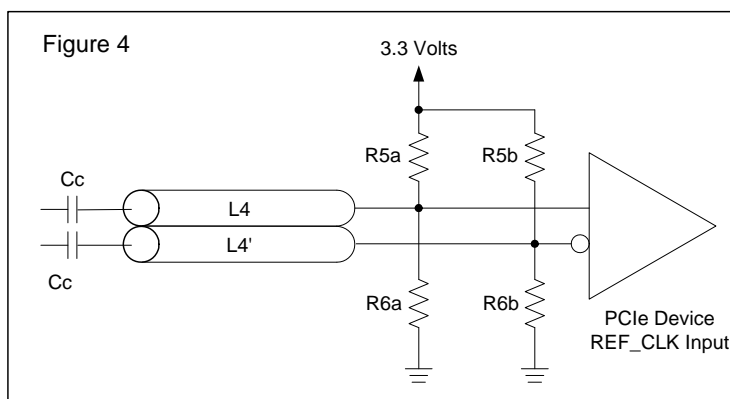 Figure 4
3.3 Volts
R5a
R5b
Cc
L4
L4'
Cc
R6a
R6b
PCIe Device
REF_CLK Input